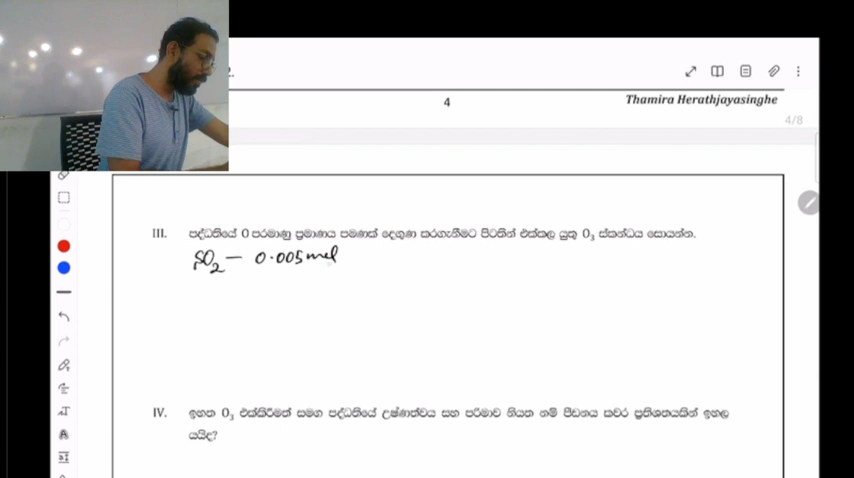 2.
4
Thamira Herathjayasinghe
4/8
III. පද්ධතියේ O පරමාණු ප්‍රමාණය පමණක් දෙගුණ කරගැනීමට පිටතින් එක්කල යුතු O₃ ස්කන්ධය සොයන්න.
SO₂ — 0.005 mol
IV. ඉහත O₃ එක්කිරීමත් සමග පද්ධතියේ උෂ්ණත්වය සහ පරිමාව නියත නම් පීඩනය කවර ප්‍රතිශතයකින් ඉහල
යයිද?